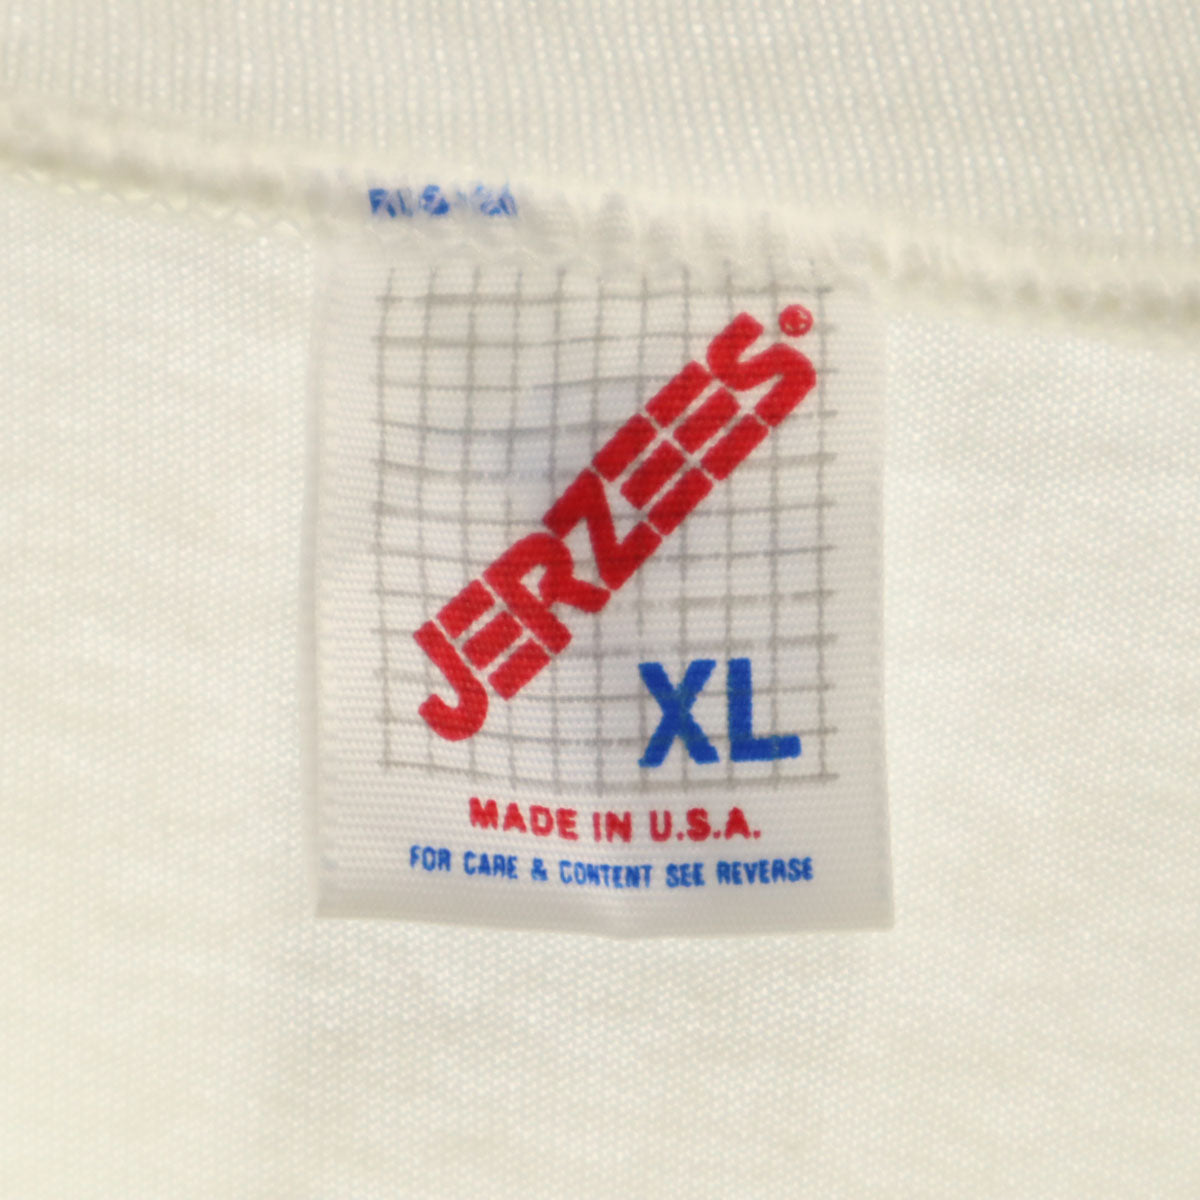 JERZEES®
XL
MADE IN U.S.A.
FOR CARE & CONTENT SEE REVERSE